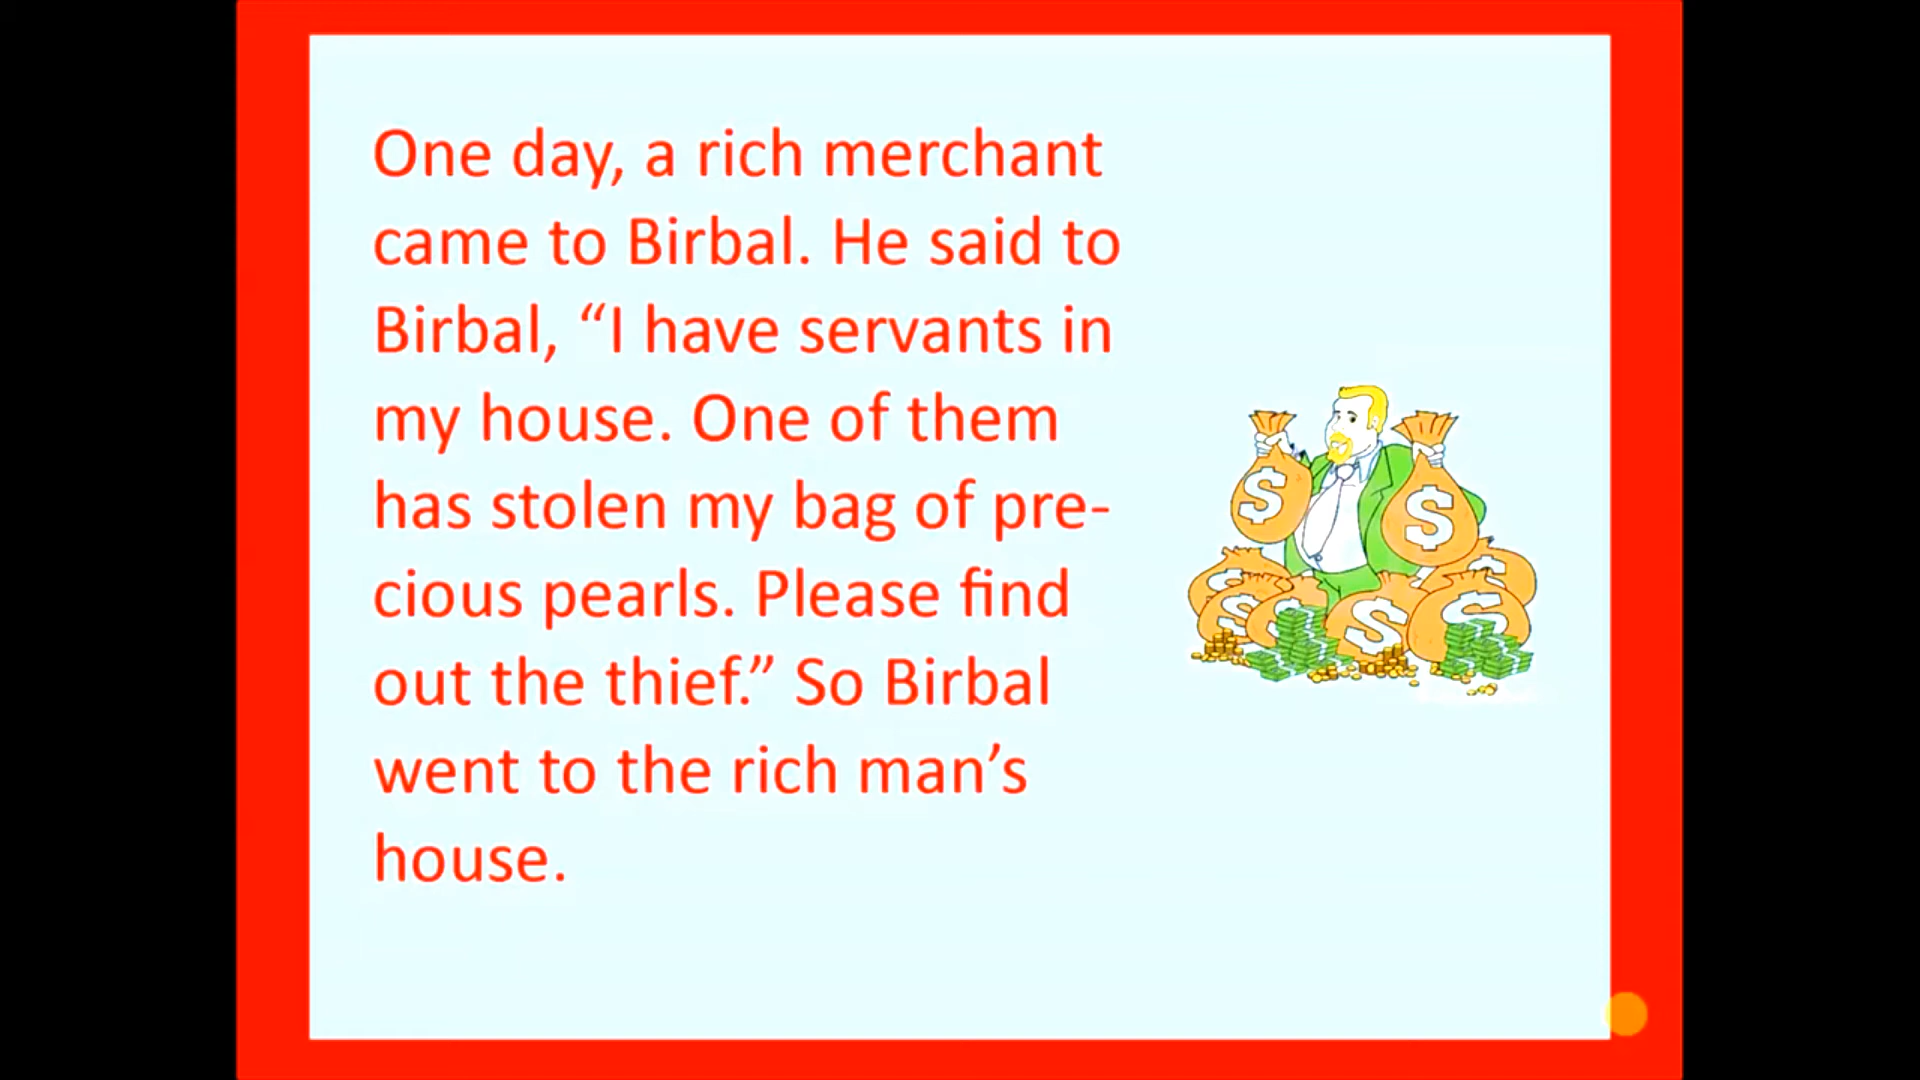 One day, a rich merchant
came to Birbal. He said to
Birbal, “I have servants in
my house. One of them
has stolen my bag of pre-
cious pearls. Please find
out the thief.” So Birbal
went to the rich man’s
house.
$ $
$ $ $ $ $ $